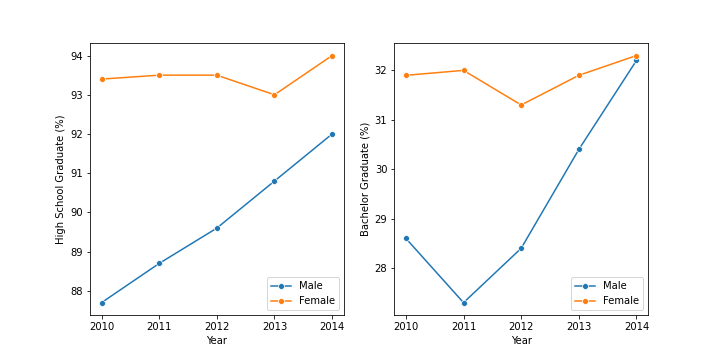 High School Graduate (%)
94
93
92
91
90
89
88
2010 2011 2012 2013 2014
Year
Male
Female
Bachelor Graduate (%)
32
31
30
29
28
2010 2011 2012 2013 2014
Year
Male
Female